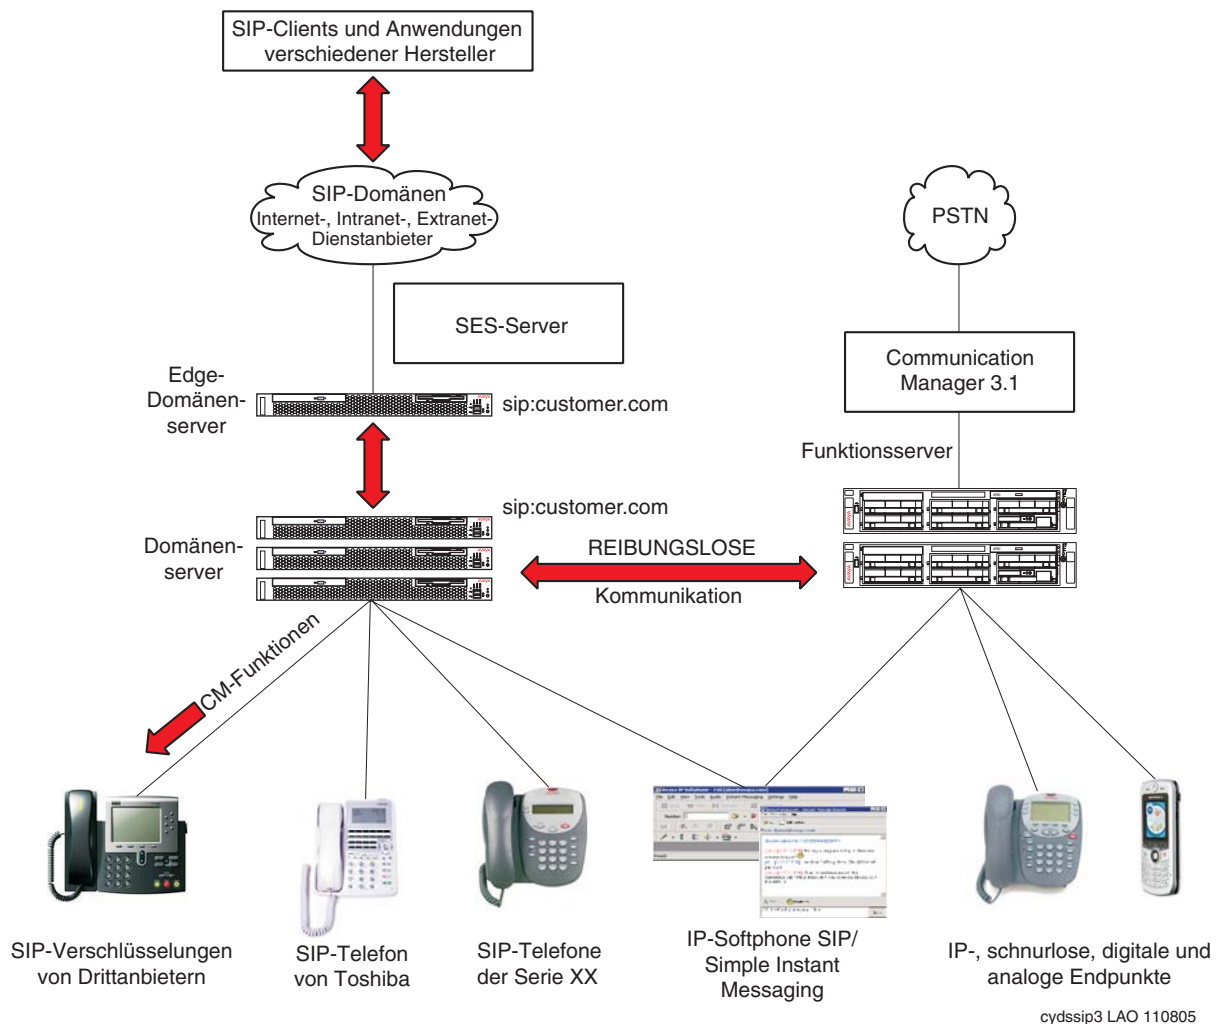 SIP-Clients und Anwendungen
verschiedener Hersteller
SIP-Domänen
Internet-, Intranet-, Extranet-
Dienstanbieter
PSTN
SES-Server
Communication
Manager 3.1
Edge-
Domänen-
server
sip:customer.com
Funktionsserver
sip:customer.com
Domänen-
server
REIBUNGSLOSE
Kommunikation
CM-Funktionen
SIP-Verschlüsselungen
von Drittanbietern
SIP-Telefon
von Toshiba
SIP-Telefone
der Serie XX
IP-Softphone SIP/
Simple Instant
Messaging
IP-, schnurlose, digitale und
analoge Endpunkte
cydssip3 LAO 110805